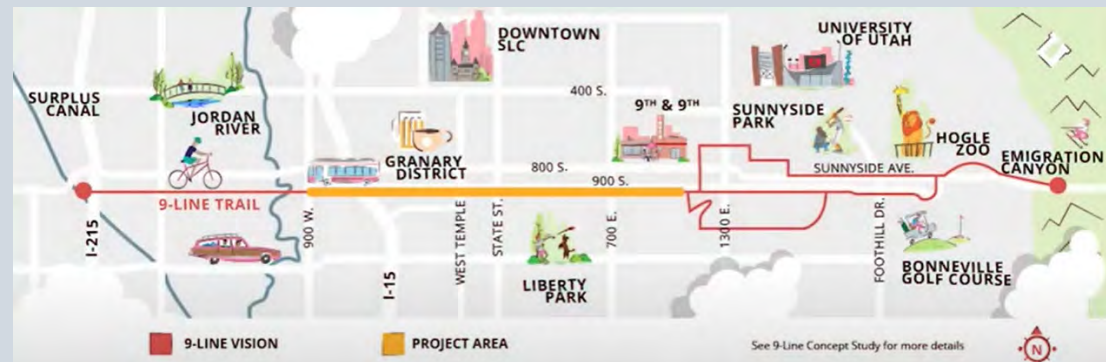 DOWNTOWN
SLC
UNIVERSITY
OF UTAH
SURPLUS
CANAL
JORDAN
RIVER
400 S.
9TH & 9TH
SUNNYSIDE
PARK
HOGLE
ZOO
EMIGRATION
CANYON
GRANARY
DISTRICT
800 S.
SUNNYSIDE AVE.
900 S.
9-LINE TRAIL
I-215
900 W.
I-15
WEST TEMPLE
STATE ST.
LIBERTY
PARK
700 E.
1300 E.
FOOTHILL DR.
BONNEVILLE
GOLF COURSE
9-LINE VISION
PROJECT AREA
See 9-Line Concept Study for more details
N